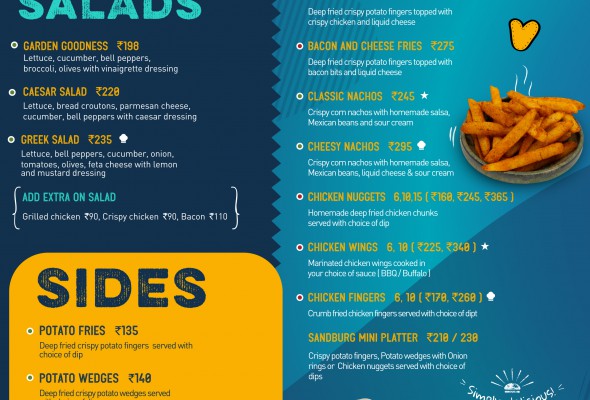 SALADS
GARDEN GOODNESS ₹198
Lettuce, cucumber, bell peppers,
broccoli, olives with vinaigrette dressing
CAESAR SALAD ₹220
Lettuce, bread croutons, parmesan cheese,
cucumber, bell peppers with caesar dressing
GREEK SALAD ₹235
Lettuce, bell peppers, cucumber, onion,
tomatoes, olives, feta cheese with lemon
and mustard dressing
ADD EXTRA ON SALAD
Grilled chicken ₹90, Crispy chicken ₹90, Bacon ₹110
SIDES
POTATO FRIES ₹135
Deep fried crispy potato fingers served with
choice of dip
POTATO WEDGES ₹140
Deep fried crispy potato wedges served
Deep fried crispy potato fingers topped with
crispy chicken and liquid cheese
BACON AND CHEESE FRIES ₹275
Deep fried crispy potato fingers topped with
bacon bits and liquid cheese
CLASSIC NACHOS ₹245
Crispy corn nachos with homemade salsa,
Mexican beans and sour cream
CHEESY NACHOS ₹295
Crispy corn nachos with homemade salsa,
Mexican beans, liquid cheese & sour cream
CHICKEN NUGGETS 6,10,15 ( ₹160, ₹245, ₹365 )
Homemade deep fried chicken chunks
served with choice of dip
CHICKEN WINGS 6, 10 ( ₹225, ₹340 )
Marinated chicken wings cooked in
your choice of sauce ( BBQ / Buffalo )
CHICKEN FINGERS 6, 10 ( ₹170, ₹260 )
Crumb fried chicken fingers served with choice of dipt
SANDBURG MINI PLATTER ₹210 / 230
Crispy potato fingers, Potato wedges with Onion
rings or Chicken nuggets served with choice of
dips
Simply delicious!